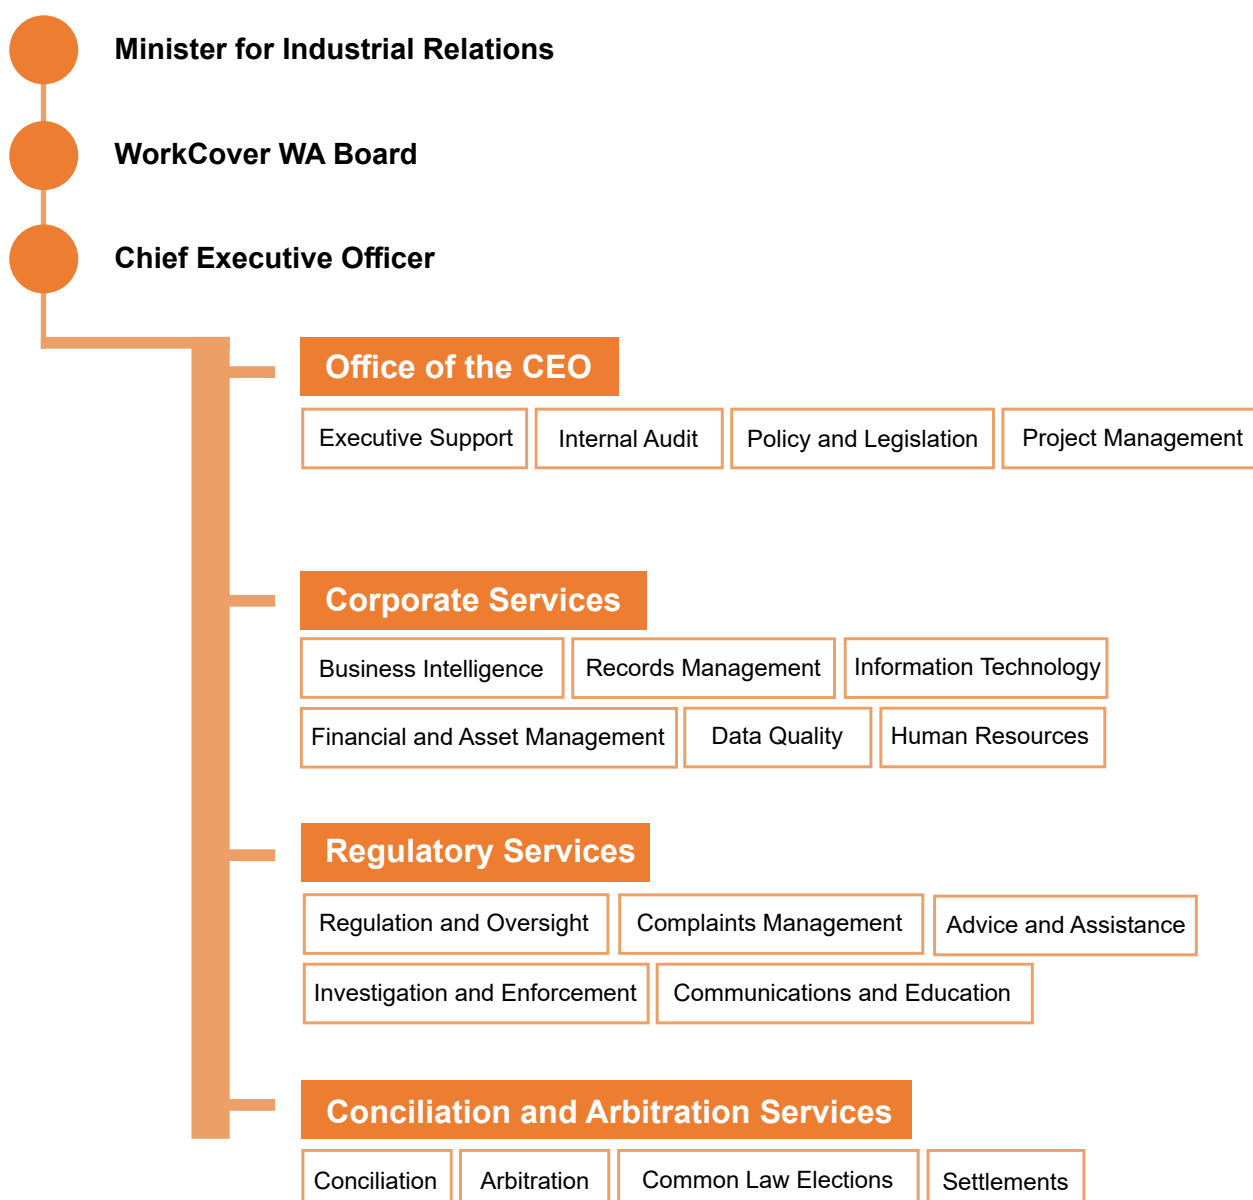 Minister for Industrial Relations
WorkCover WA Board
Chief Executive Officer
Office of the CEO
Executive Support
Internal Audit
Policy and Legislation
Project Management
Corporate Services
Business Intelligence
Records Management
Information Technology
Financial and Asset Management
Data Quality
Human Resources
Regulatory Services
Regulation and Oversight
Complaints Management
Advice and Assistance
Investigation and Enforcement
Communications and Education
Conciliation and Arbitration Services
Conciliation
Arbitration
Common Law Elections
Settlements